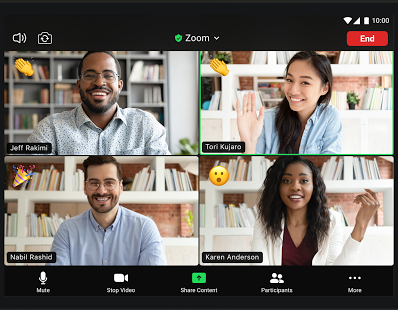 10:00
Zoom
End
Jeff Rakimi
Tori Kujaro
Nabil Rashid
Karen Anderson
Mute
Stop Video
Share Content
Participants
More